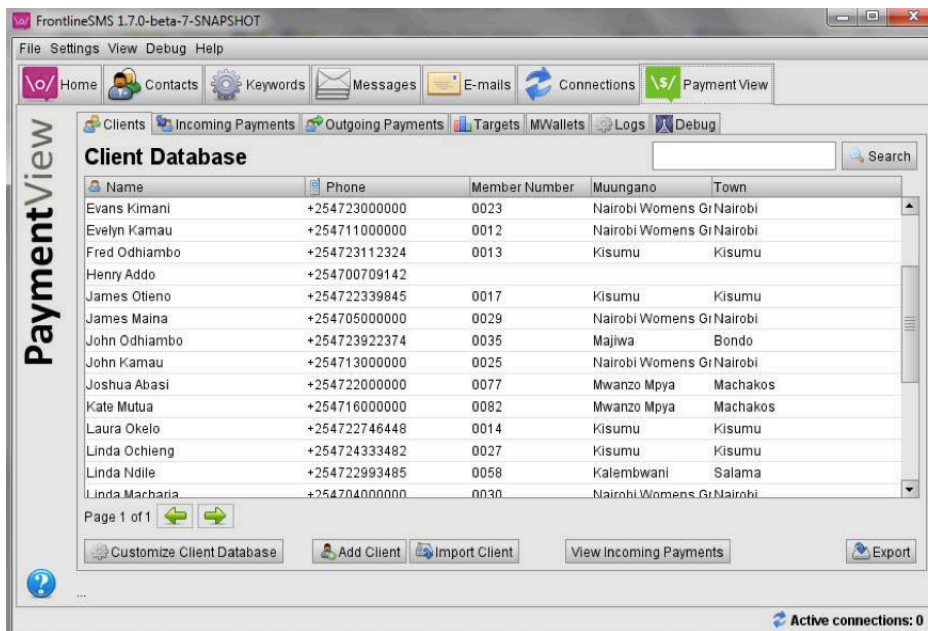 FrontlineSMS 1.7.0-beta-7-SNAPSHOT
File Settings View Debug Help
\o/ Home Contacts Keywords Messages E-mails Connections \$/ Payment View
PaymentView
Clients Incoming Payments Outgoing Payments Targets MWallets Logs Debug
Client Database Search
Name Phone Member Number Muungano Town
Evans Kimani +254723000000 0023 Nairobi Womens Gr Nairobi
Evelyn Kamau +254711000000 0012 Nairobi Womens Gr Nairobi
Fred Odhiambo +254723112324 0013 Kisumu Kisumu
Henry Addo +254700709142
James Otieno +254722339845 0017 Kisumu Kisumu
James Maina +254705000000 0029 Nairobi Womens Gr Nairobi
John Odhiambo +254723922374 0035 Majiwa Bondo
John Kamau +254713000000 0025 Nairobi Womens Gr Nairobi
Joshua Abasi +254722000000 0077 Mwanzo Mpya Machakos
Kate Mutua +254716000000 0082 Mwanzo Mpya Machakos
Laura Okelo +254722746448 0014 Kisumu Kisumu
Linda Ochieng +254724333482 0027 Kisumu Kisumu
Linda Ndile +254722993485 0058 Kalembwani Salama
Linda Macharia +254704000000 0030 Nairobi Womens Gr Nairobi
Page 1 of 1
Customize Client Database Add Client Import Client View Incoming Payments Export
?
...
Active connections: 0